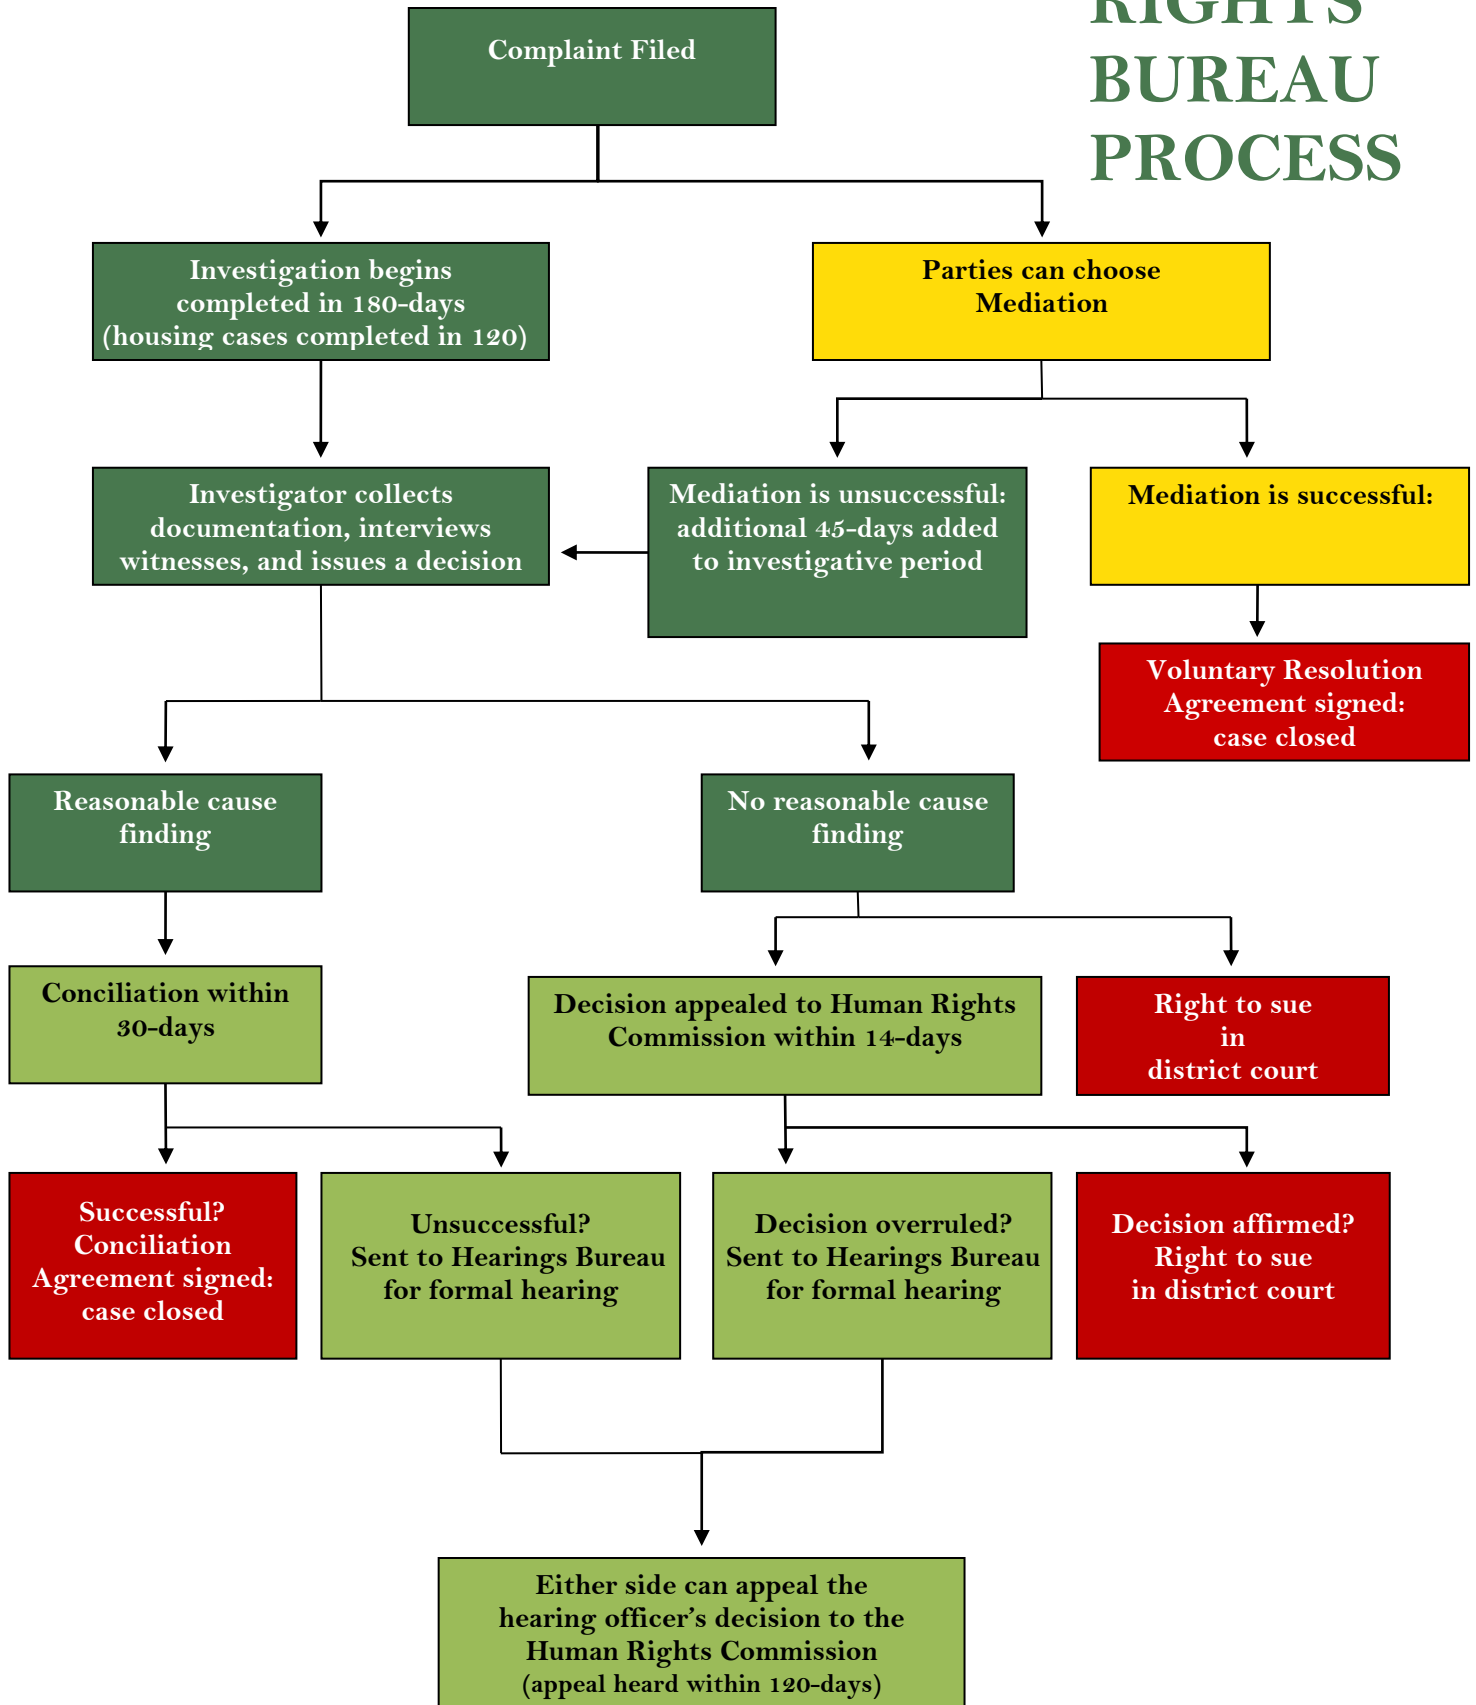 RIGHTS
BUREAU
PROCESS
Complaint Filed
Investigation begins
completed in 180-days
(housing cases completed in 120)
Parties can choose
Mediation
Investigator collects
documentation, interviews
witnesses, and issues a decision
Mediation is unsuccessful:
additional 45-days added
to investigative period
Mediation is successful:
Voluntary Resolution
Agreement signed:
case closed
Reasonable cause
finding
No reasonable cause
finding
Conciliation within
30-days
Decision appealed to Human Rights
Commission within 14-days
Right to sue
in
district court
Successful?
Conciliation
Agreement signed:
case closed
Unsuccessful?
Sent to Hearings Bureau
for formal hearing
Decision overruled?
Sent to Hearings Bureau
for formal hearing
Decision affirmed?
Right to sue
in district court
Either side can appeal the
hearing officer’s decision to the
Human Rights Commission
(appeal heard within 120-days)